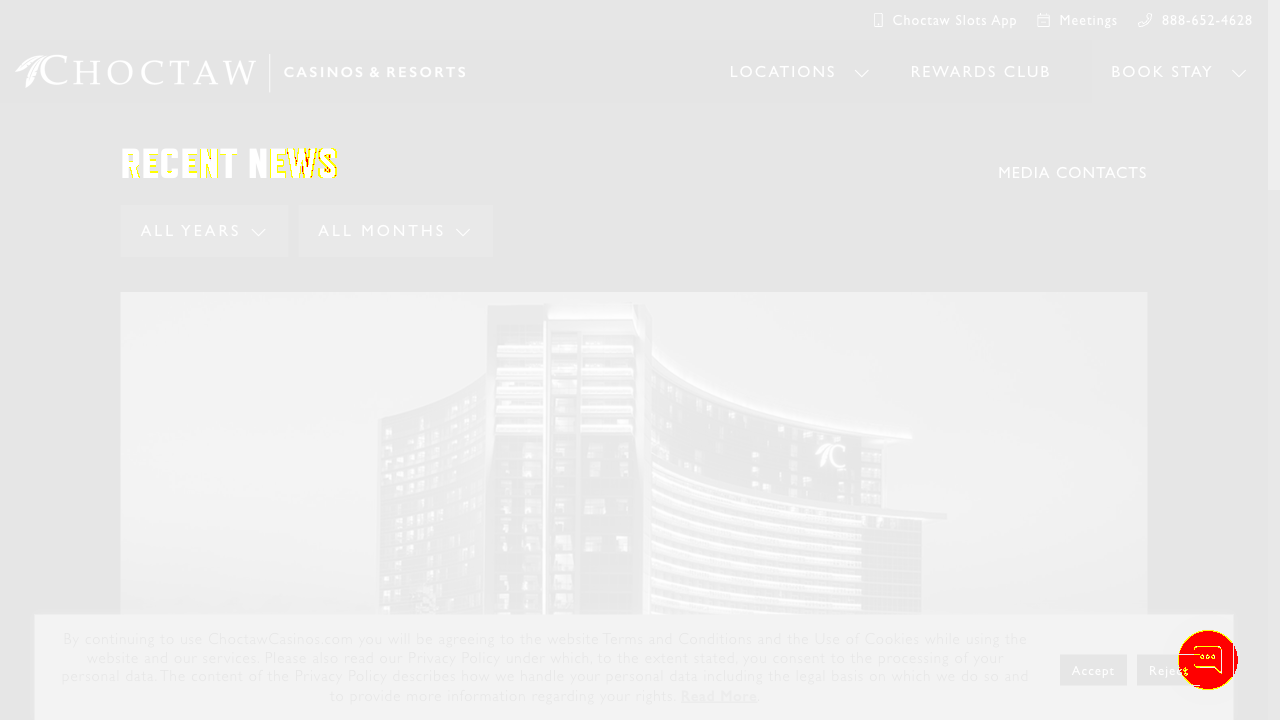 Choctaw Slots App Meetings 888-652-4628
CHOCTAW CASINOS & RESORTS LOCATIONS REWARDS CLUB BOOK STAY
RECENT NEWS
MEDIA CONTACTS
ALL YEARS ALL MONTHS
By continuing to use ChoctawCasinos.com you will be agreeing to the website Terms and Conditions and the Use of Cookies while using the
website and our services. Please also read our Privacy Policy under which, to the extent stated, you consent to the processing of your
personal data. The content of the Privacy Policy describes how we handle your personal data including the legal basis on which we do so and
to provide more information regarding your rights. Read More.
Accept Reject